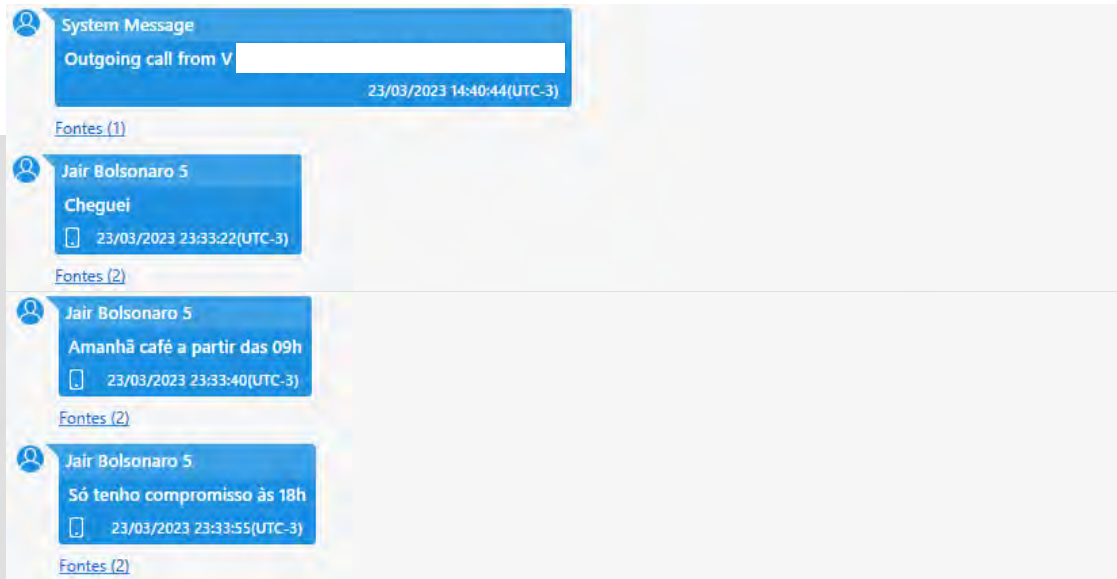 System Message
Outgoing call from V
23/03/2023 14:40:44(UTC-3)
Fontes (1)
Jair Bolsonaro 5
Cheguei
23/03/2023 23:33:22(UTC-3)
Fontes (2)
Jair Bolsonaro 5
Amanhã café a partir das 09h
23/03/2023 23:33:40(UTC-3)
Fontes (2)
Jair Bolsonaro 5
Só tenho compromisso às 18h
23/03/2023 23:33:55(UTC-3)
Fontes (2)